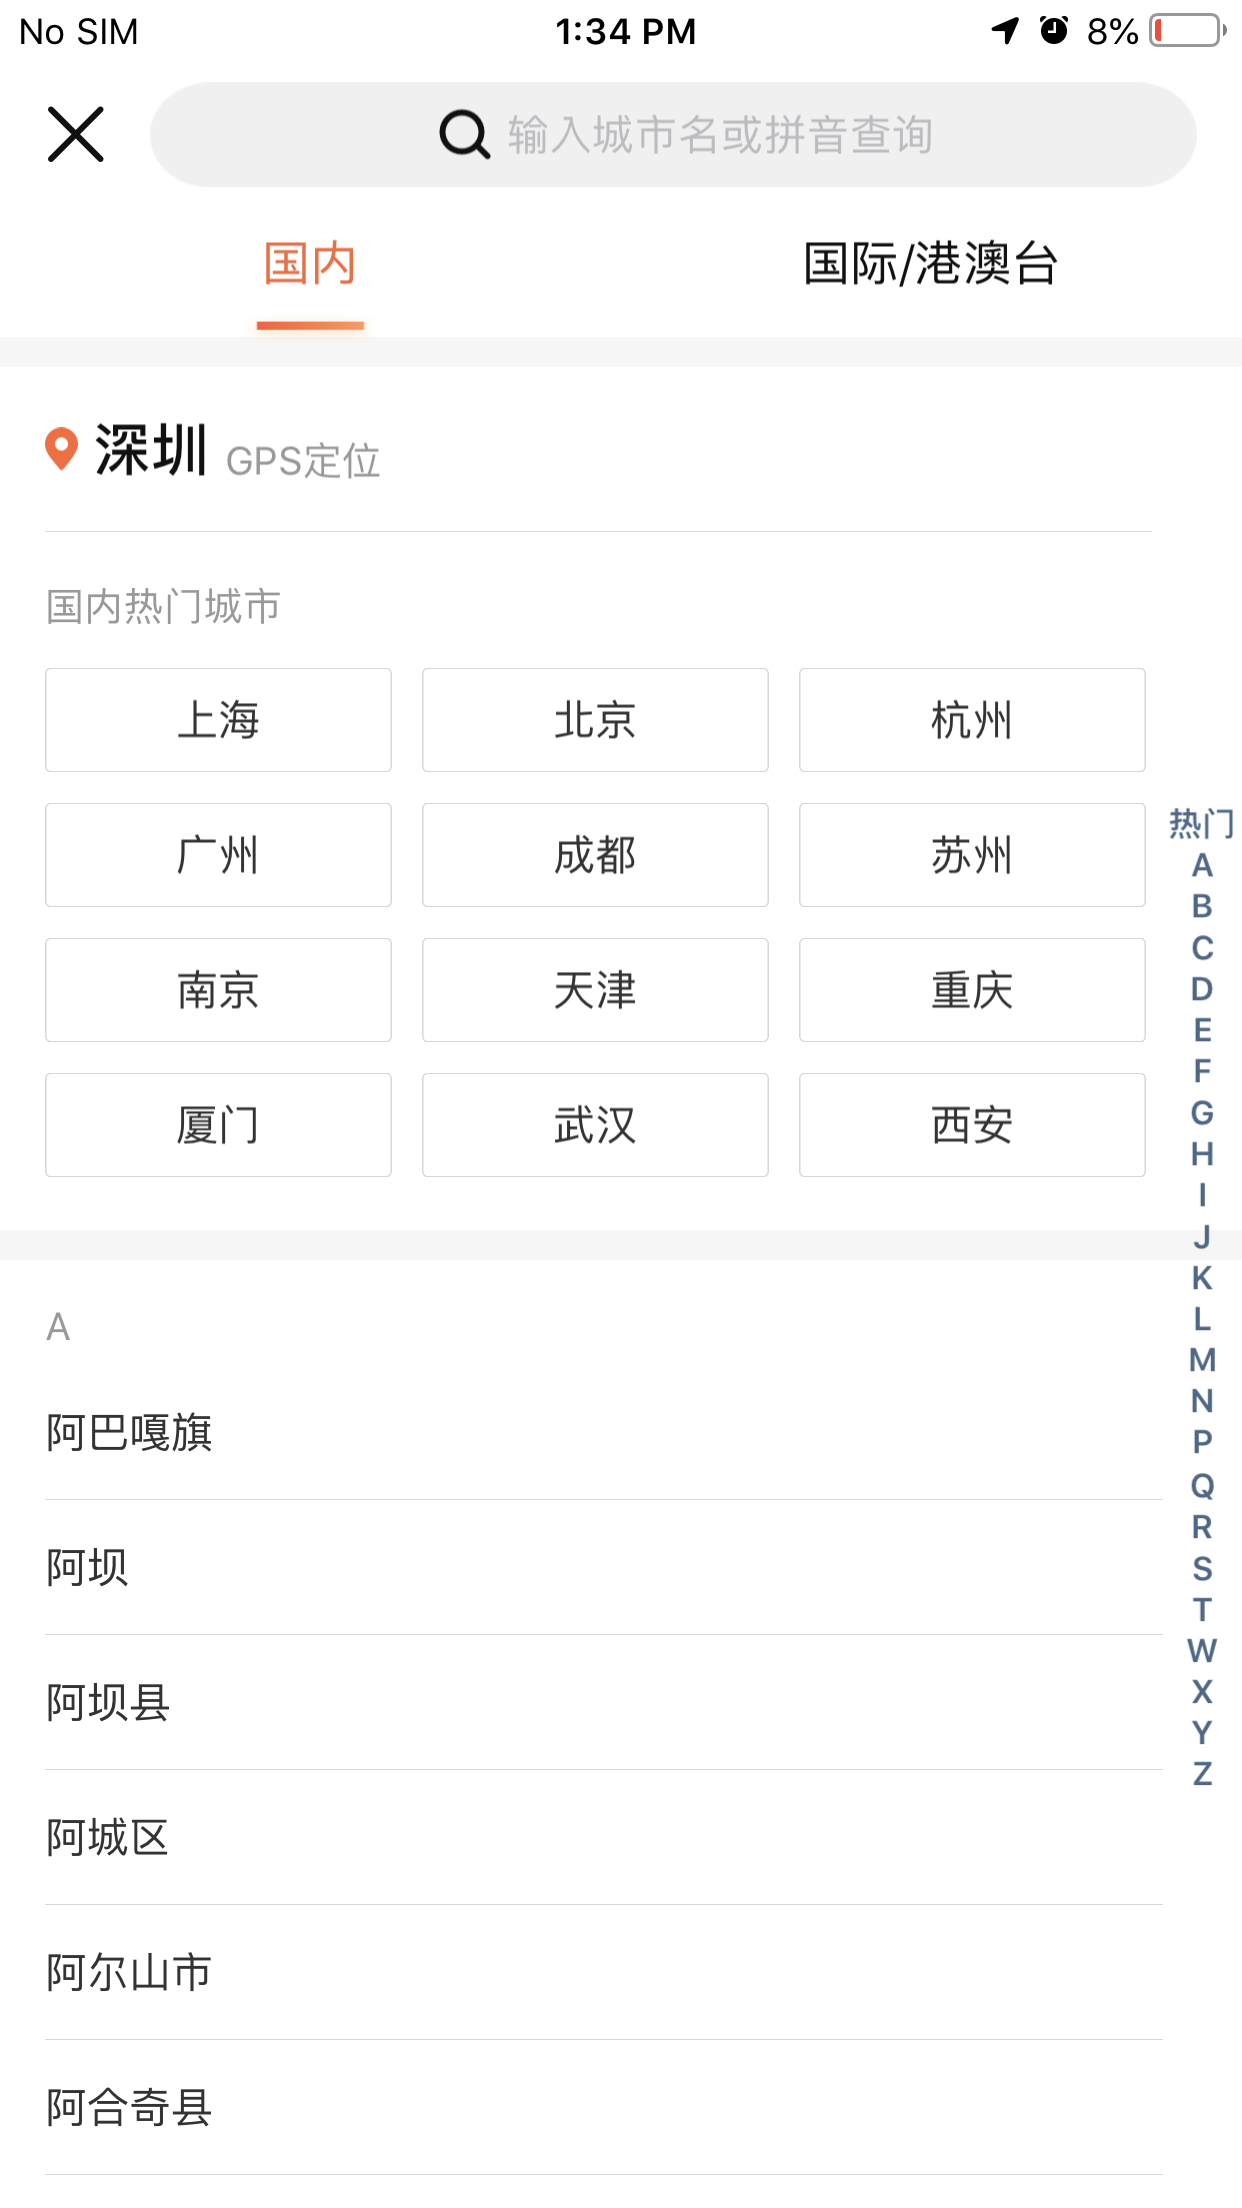 No SIM 1:34 PM 8%
输入城市名或拼音查询
国内 国际/港澳台
深圳 GPS定位
国内热门城市
上海 北京 杭州
广州 成都 苏州
南京 天津 重庆
厦门 武汉 西安
A
阿巴嘎旗
阿坝
阿坝县
阿城区
阿尔山市
阿合奇县
热门
A
B
C
D
E
F
G
H
I
J
K
L
M
N
P
Q
R
S
T
W
X
Y
Z